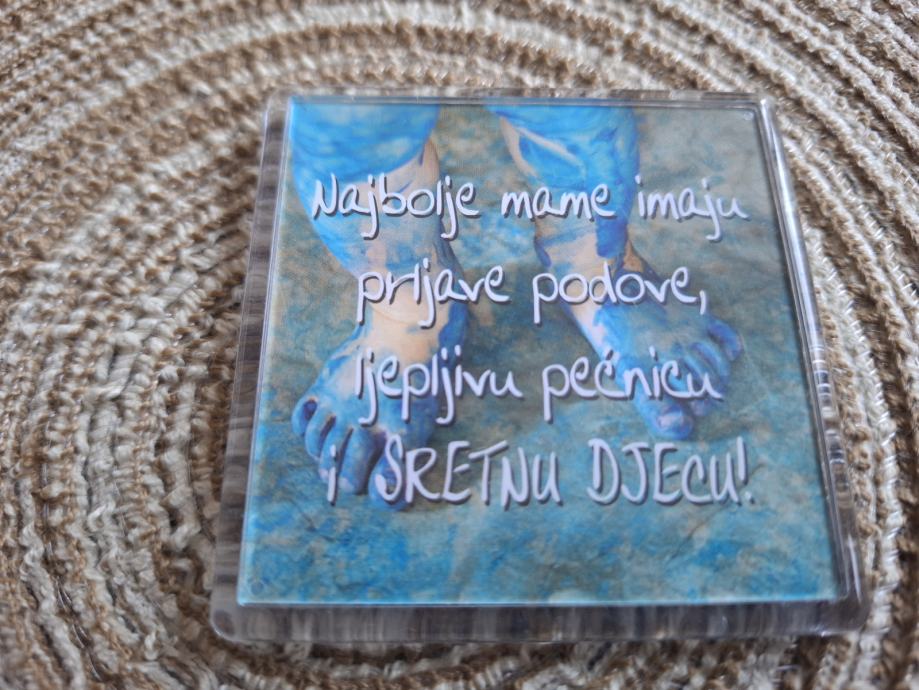 Najbolje mame imaju
prljave podove,
ljepljivu pećnicu
i SRETNU DJECU!